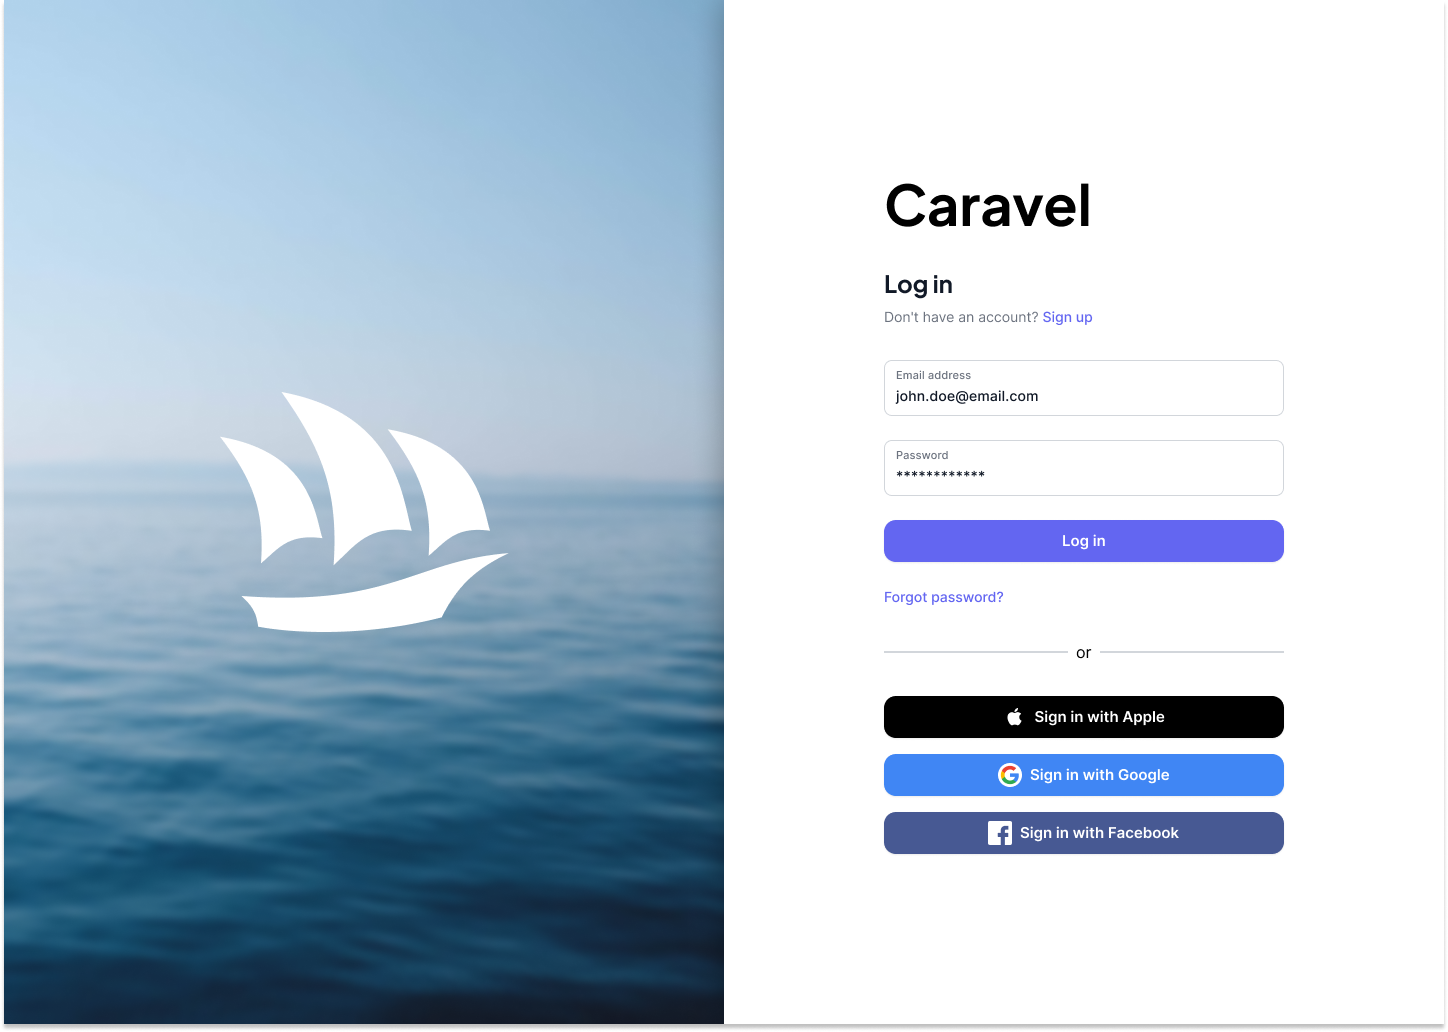 Caravel
Log in
Don't have an account? Sign up
Email address
john.doe@email.com
Password
************
Log in
Forgot password?
or
Sign in with Apple
Sign in with Google
Sign in with Facebook